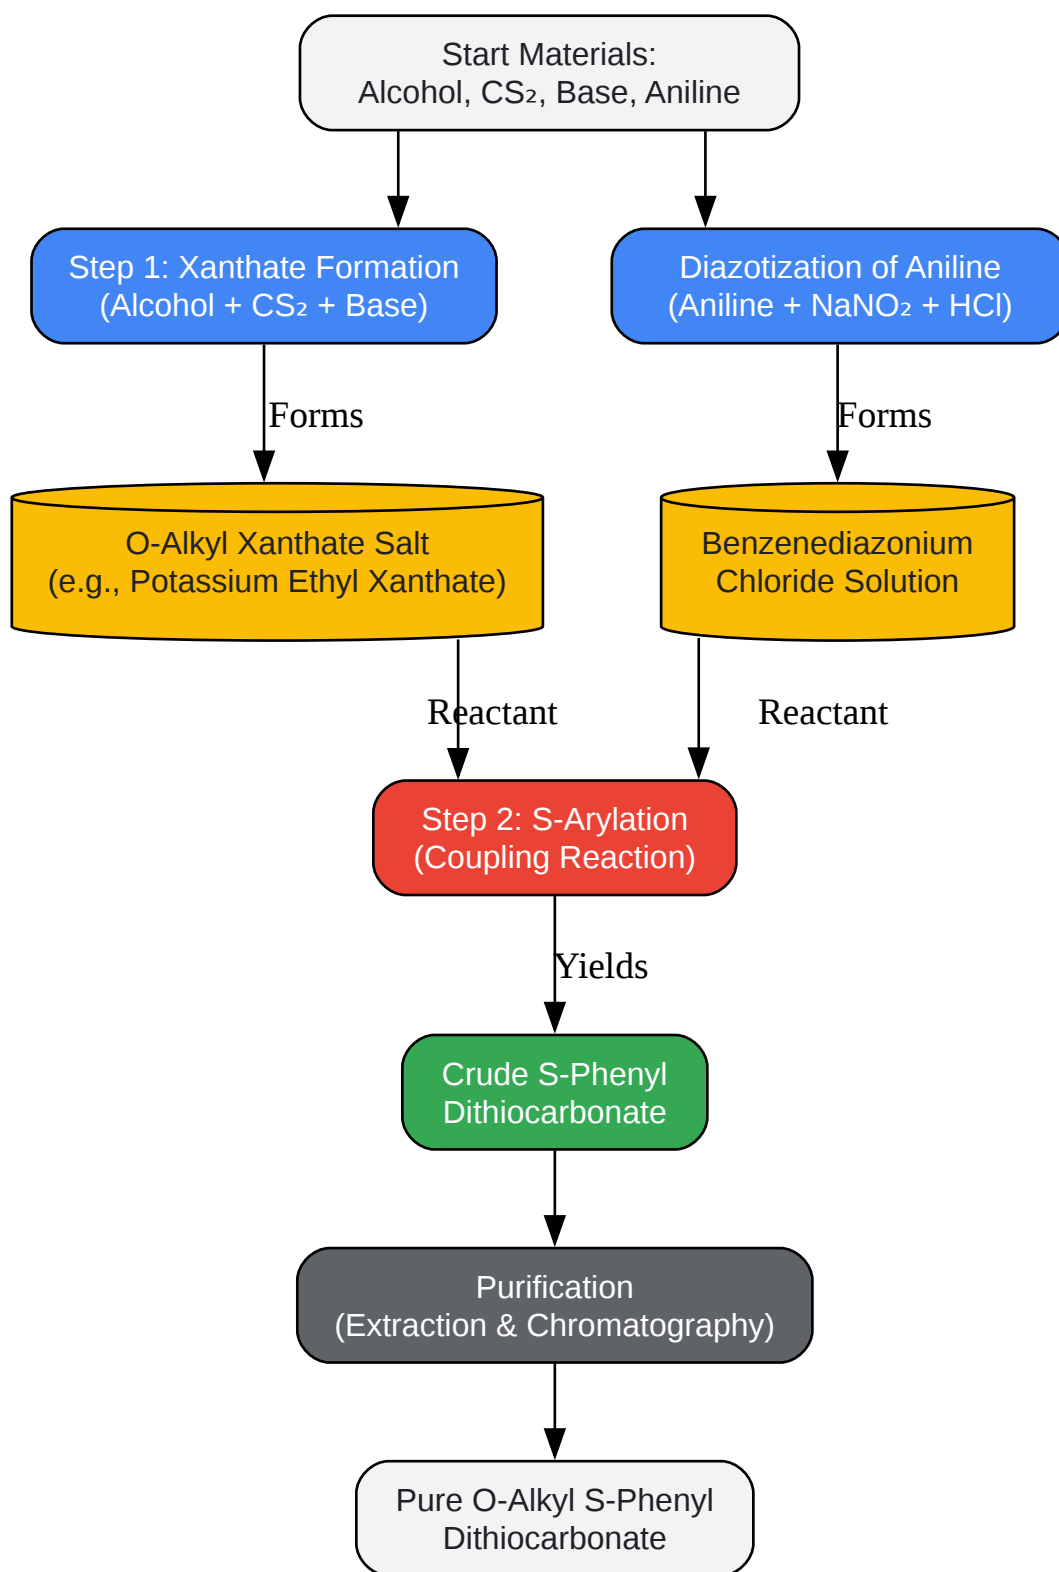 Start Materials:
Alcohol, CS₂, Base, Aniline
Step 1: Xanthate Formation
(Alcohol + CS₂ + Base)
Diazotization of Aniline
(Aniline + NaNO₂ + HCl)
Forms
Forms
O-Alkyl Xanthate Salt
(e.g., Potassium Ethyl Xanthate)
Benzenediazonium
Chloride Solution
Reactant
Reactant
Step 2: S-Arylation
(Coupling Reaction)
Yields
Crude S-Phenyl
Dithiocarbonate
Purification
(Extraction & Chromatography)
Pure O-Alkyl S-Phenyl
Dithiocarbonate